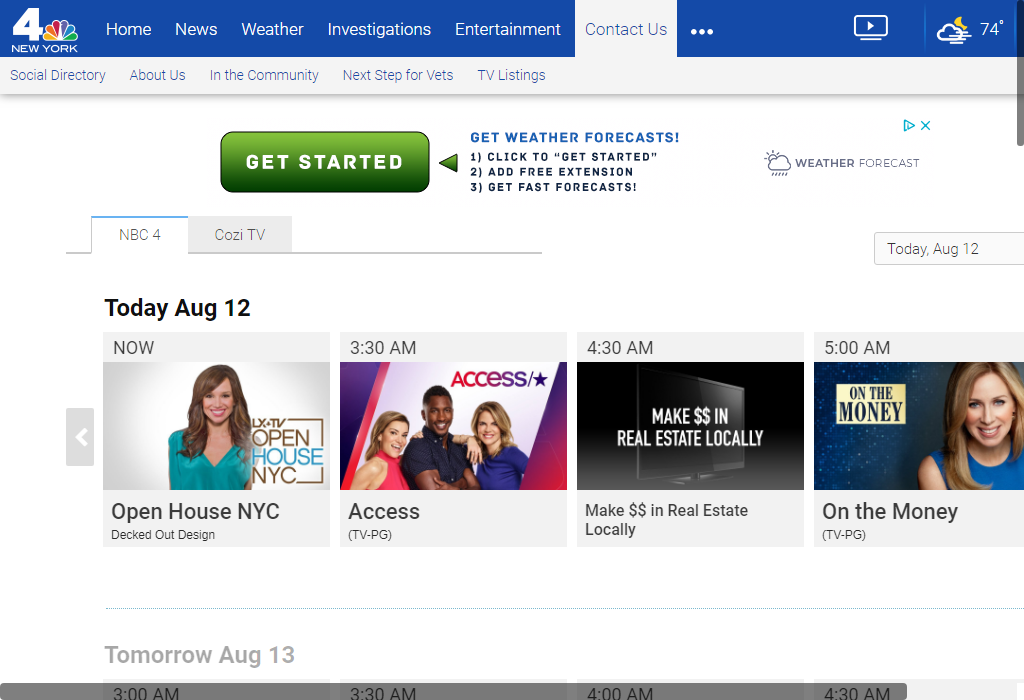 4
NEW YORK
Home
News
Weather
Investigations
Entertainment
Contact Us
•••
74°
Social Directory
About Us
In the Community
Next Step for Vets
TV Listings
GET STARTED
GET WEATHER FORECASTS!
1) CLICK TO "GET STARTED"
2) ADD FREE EXTENSION
3) GET FAST FORECASTS!
WEATHER FORECAST
NBC 4
Cozi TV
Today, Aug 12
Today Aug 12
NOW
3:30 AM
4:30 AM
5:00 AM
LX•TV
OPEN
HOUSE
NYC
ACCESS/★
MAKE $$ IN
REAL ESTATE LOCALLY
ON THE
MONEY
Open House NYC
Decked Out Design
Access
(TV-PG)
Make $$ in Real Estate
Locally
On the Money
(TV-PG)
Tomorrow Aug 13
3:00 AM
3:30 AM
4:00 AM
4:30 AM